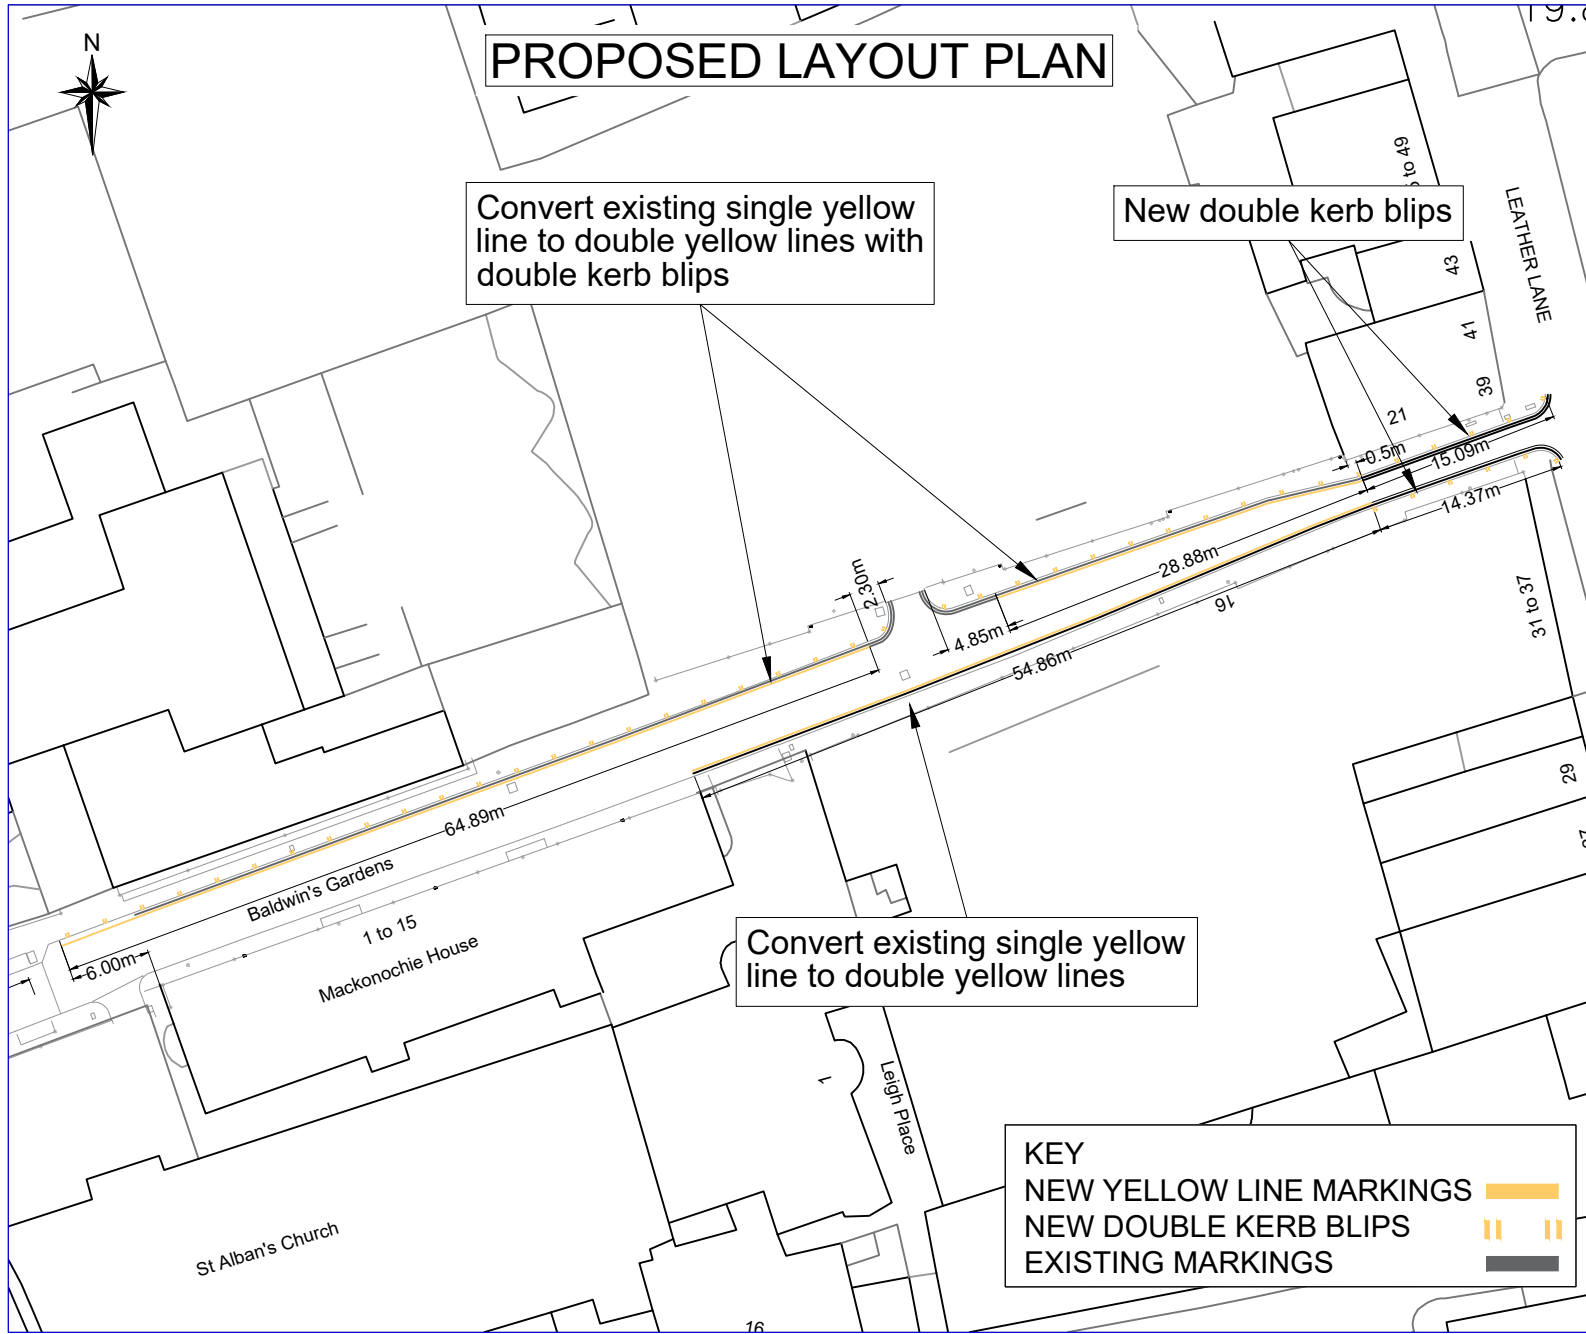 N
PROPOSED LAYOUT PLAN
Convert existing single yellow
line to double yellow lines with
double kerb blips
New double kerb blips
to 49
LEATHER LANE
43
41
39
21
0.5m
15.09m
14.37m
28.88m
2.30m
4.85m
54.86m
16
31 to 37
29
64.89m
Baldwin's Gardens
1 to 15
Mackonochie House
6.00m
Convert existing single yellow
line to double yellow lines
1
Leigh Place
St Alban's Church
16
KEY
NEW YELLOW LINE MARKINGS
NEW DOUBLE KERB BLIPS
EXISTING MARKINGS